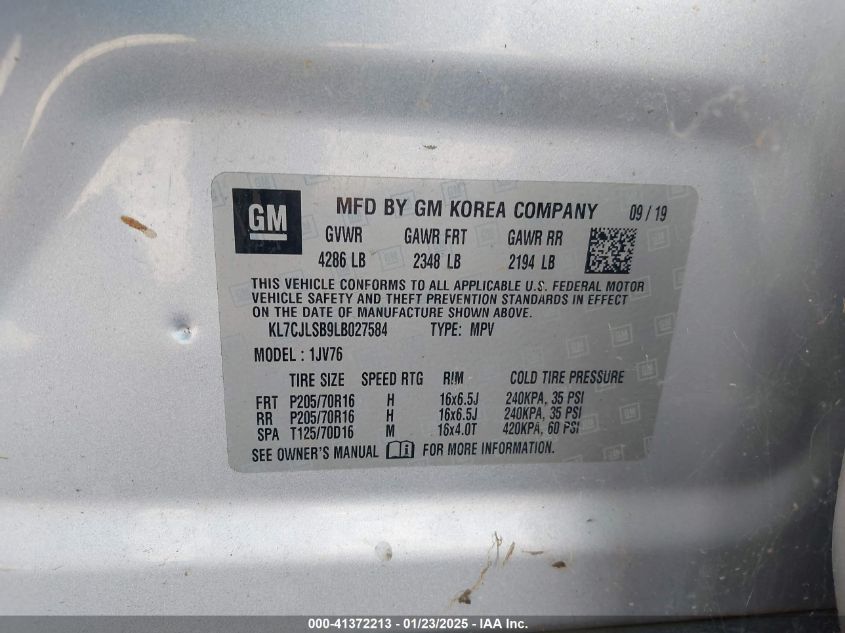 GM
MFD BY GM KOREA COMPANY 09 / 19
GVWR GAWR FRT GAWR RR
4286 LB 2348 LB 2194 LB
THIS VEHICLE CONFORMS TO ALL APPLICABLE U.S. FEDERAL MOTOR
VEHICLE SAFETY AND THEFT PREVENTION STANDARDS IN EFFECT
ON THE DATE OF MANUFACTURE SHOWN ABOVE.
KL7CJLSB9LB027584 TYPE: MPV
MODEL : 1JV76
TIRE SIZE SPEED RTG RIM COLD TIRE PRESSURE
FRT P205/70R16 H 16x6.5J 240KPA, 35 PSI
RR P205/70R16 H 16x6.5J 240KPA, 35 PSI
SPA T125/70D16 M 16x4.0T 420KPA, 60 PSI
SEE OWNER'S MANUAL FOR MORE INFORMATION.
000-41372213 - 01/23/2025 - IAA Inc.